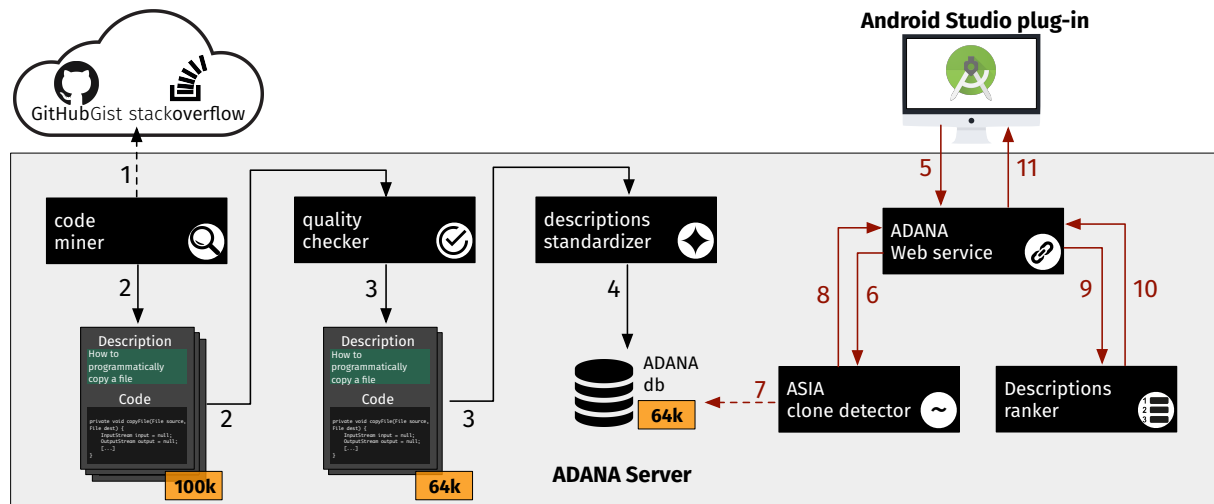 Android Studio plug-in
GitHubGist stackoverflow
1
5
11
code
miner
quality
checker
descriptions
standardizer
ADANA
Web service
2
3
4
8
6
9
10
Description
How to
programmatically
copy a file
Code
private void copyFile(File source,
File dest) {
InputStream input = null;
OutputStream output = null;
[...]
}
100k
2
Description
How to
programmatically
copy a file
Code
private void copyFile(File source,
File dest) {
InputStream input = null;
OutputStream output = null;
[...]
}
64k
3
ADANA
db
64k
7
ASIA
clone detector
~
Descriptions
ranker
1
2
3
ADANA Server